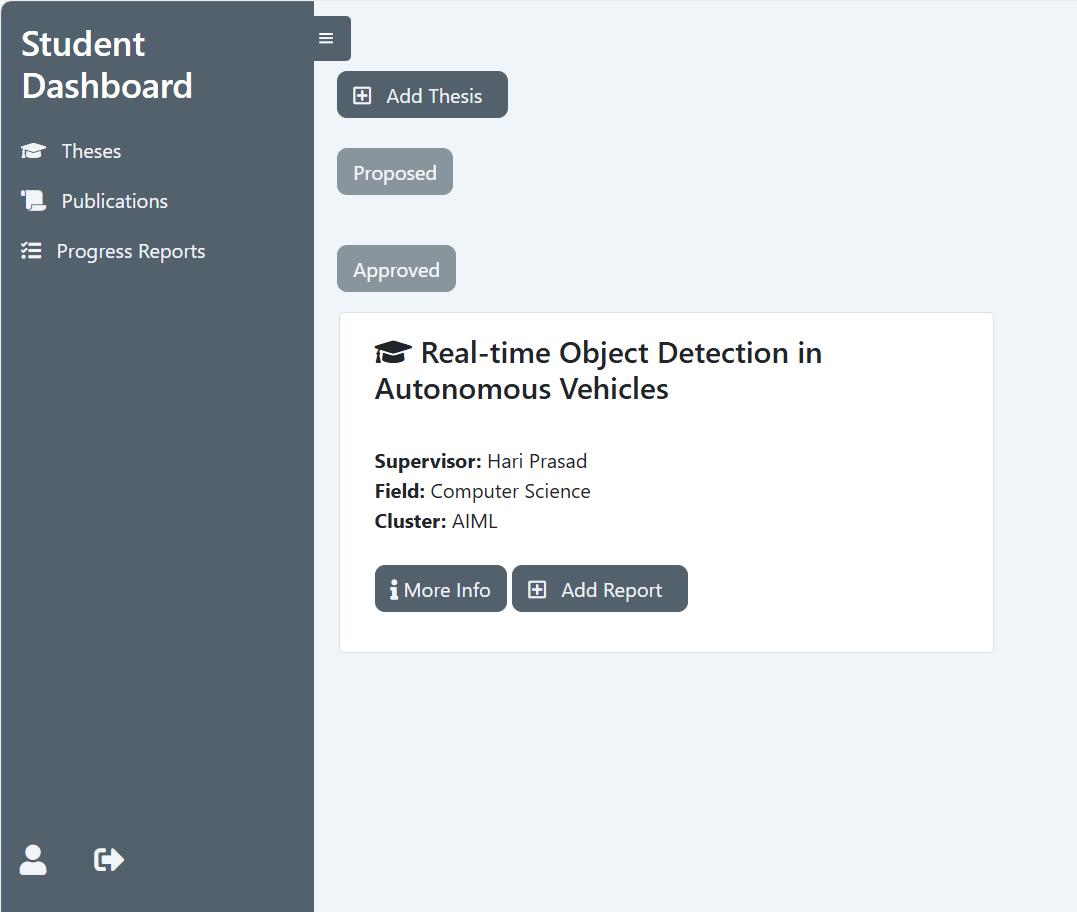 Student
Dashboard
Theses
Publications
Progress Reports
Add Thesis
Proposed
Approved
Real-time Object Detection in
Autonomous Vehicles
Supervisor: Hari Prasad
Field: Computer Science
Cluster: AIML
More Info
Add Report